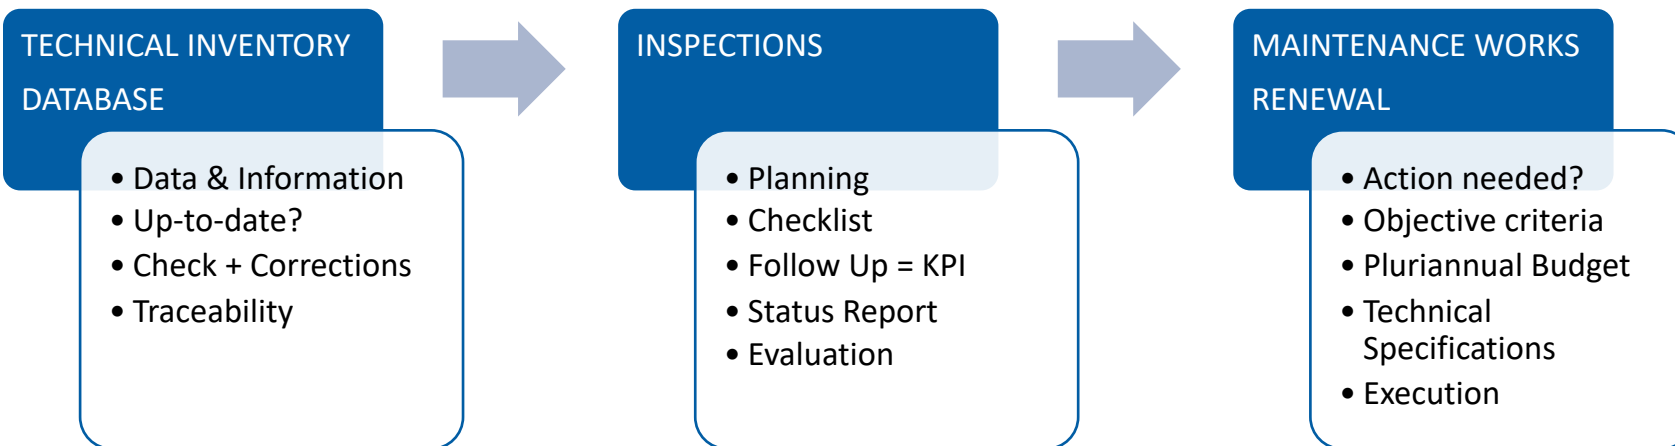 TECHNICAL INVENTORY
DATABASE
• Data & Information
• Up-to-date?
• Check + Corrections
• Traceability
INSPECTIONS
• Planning
• Checklist
• Follow Up = KPI
• Status Report
• Evaluation
MAINTENANCE WORKS
RENEWAL
• Action needed?
• Objective criteria
• Pluriannual Budget
• Technical
Specifications
• Execution